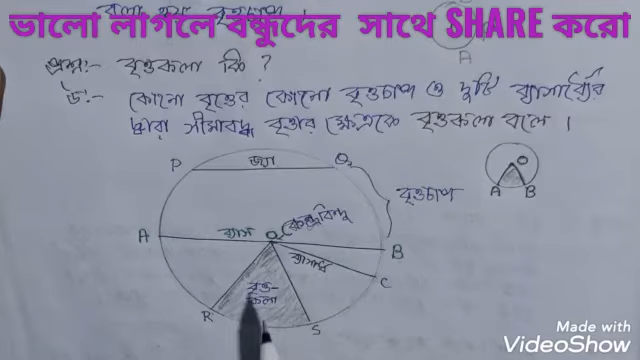 ভালো লাগলে বন্ধুদের সাথে SHARE করো
A
প্রশ্ন:- বৃত্তকলা কি ?
উঃ- কোনো বৃত্তের কোনো বৃত্তচাপ ও দুটি ব্যাসার্ধের
দ্বারা সীমাবদ্ধ বৃত্তার ক্ষেত্রকে বৃত্তকলা বলে ।
P জ্যা Q
বৃত্তচাপ
O
A B
A ব্যাস O কেন্দ্রবিন্দু B
ব্যাসার্ধ C
বৃত্ত-
কলা
R S
Made with
VideoShow